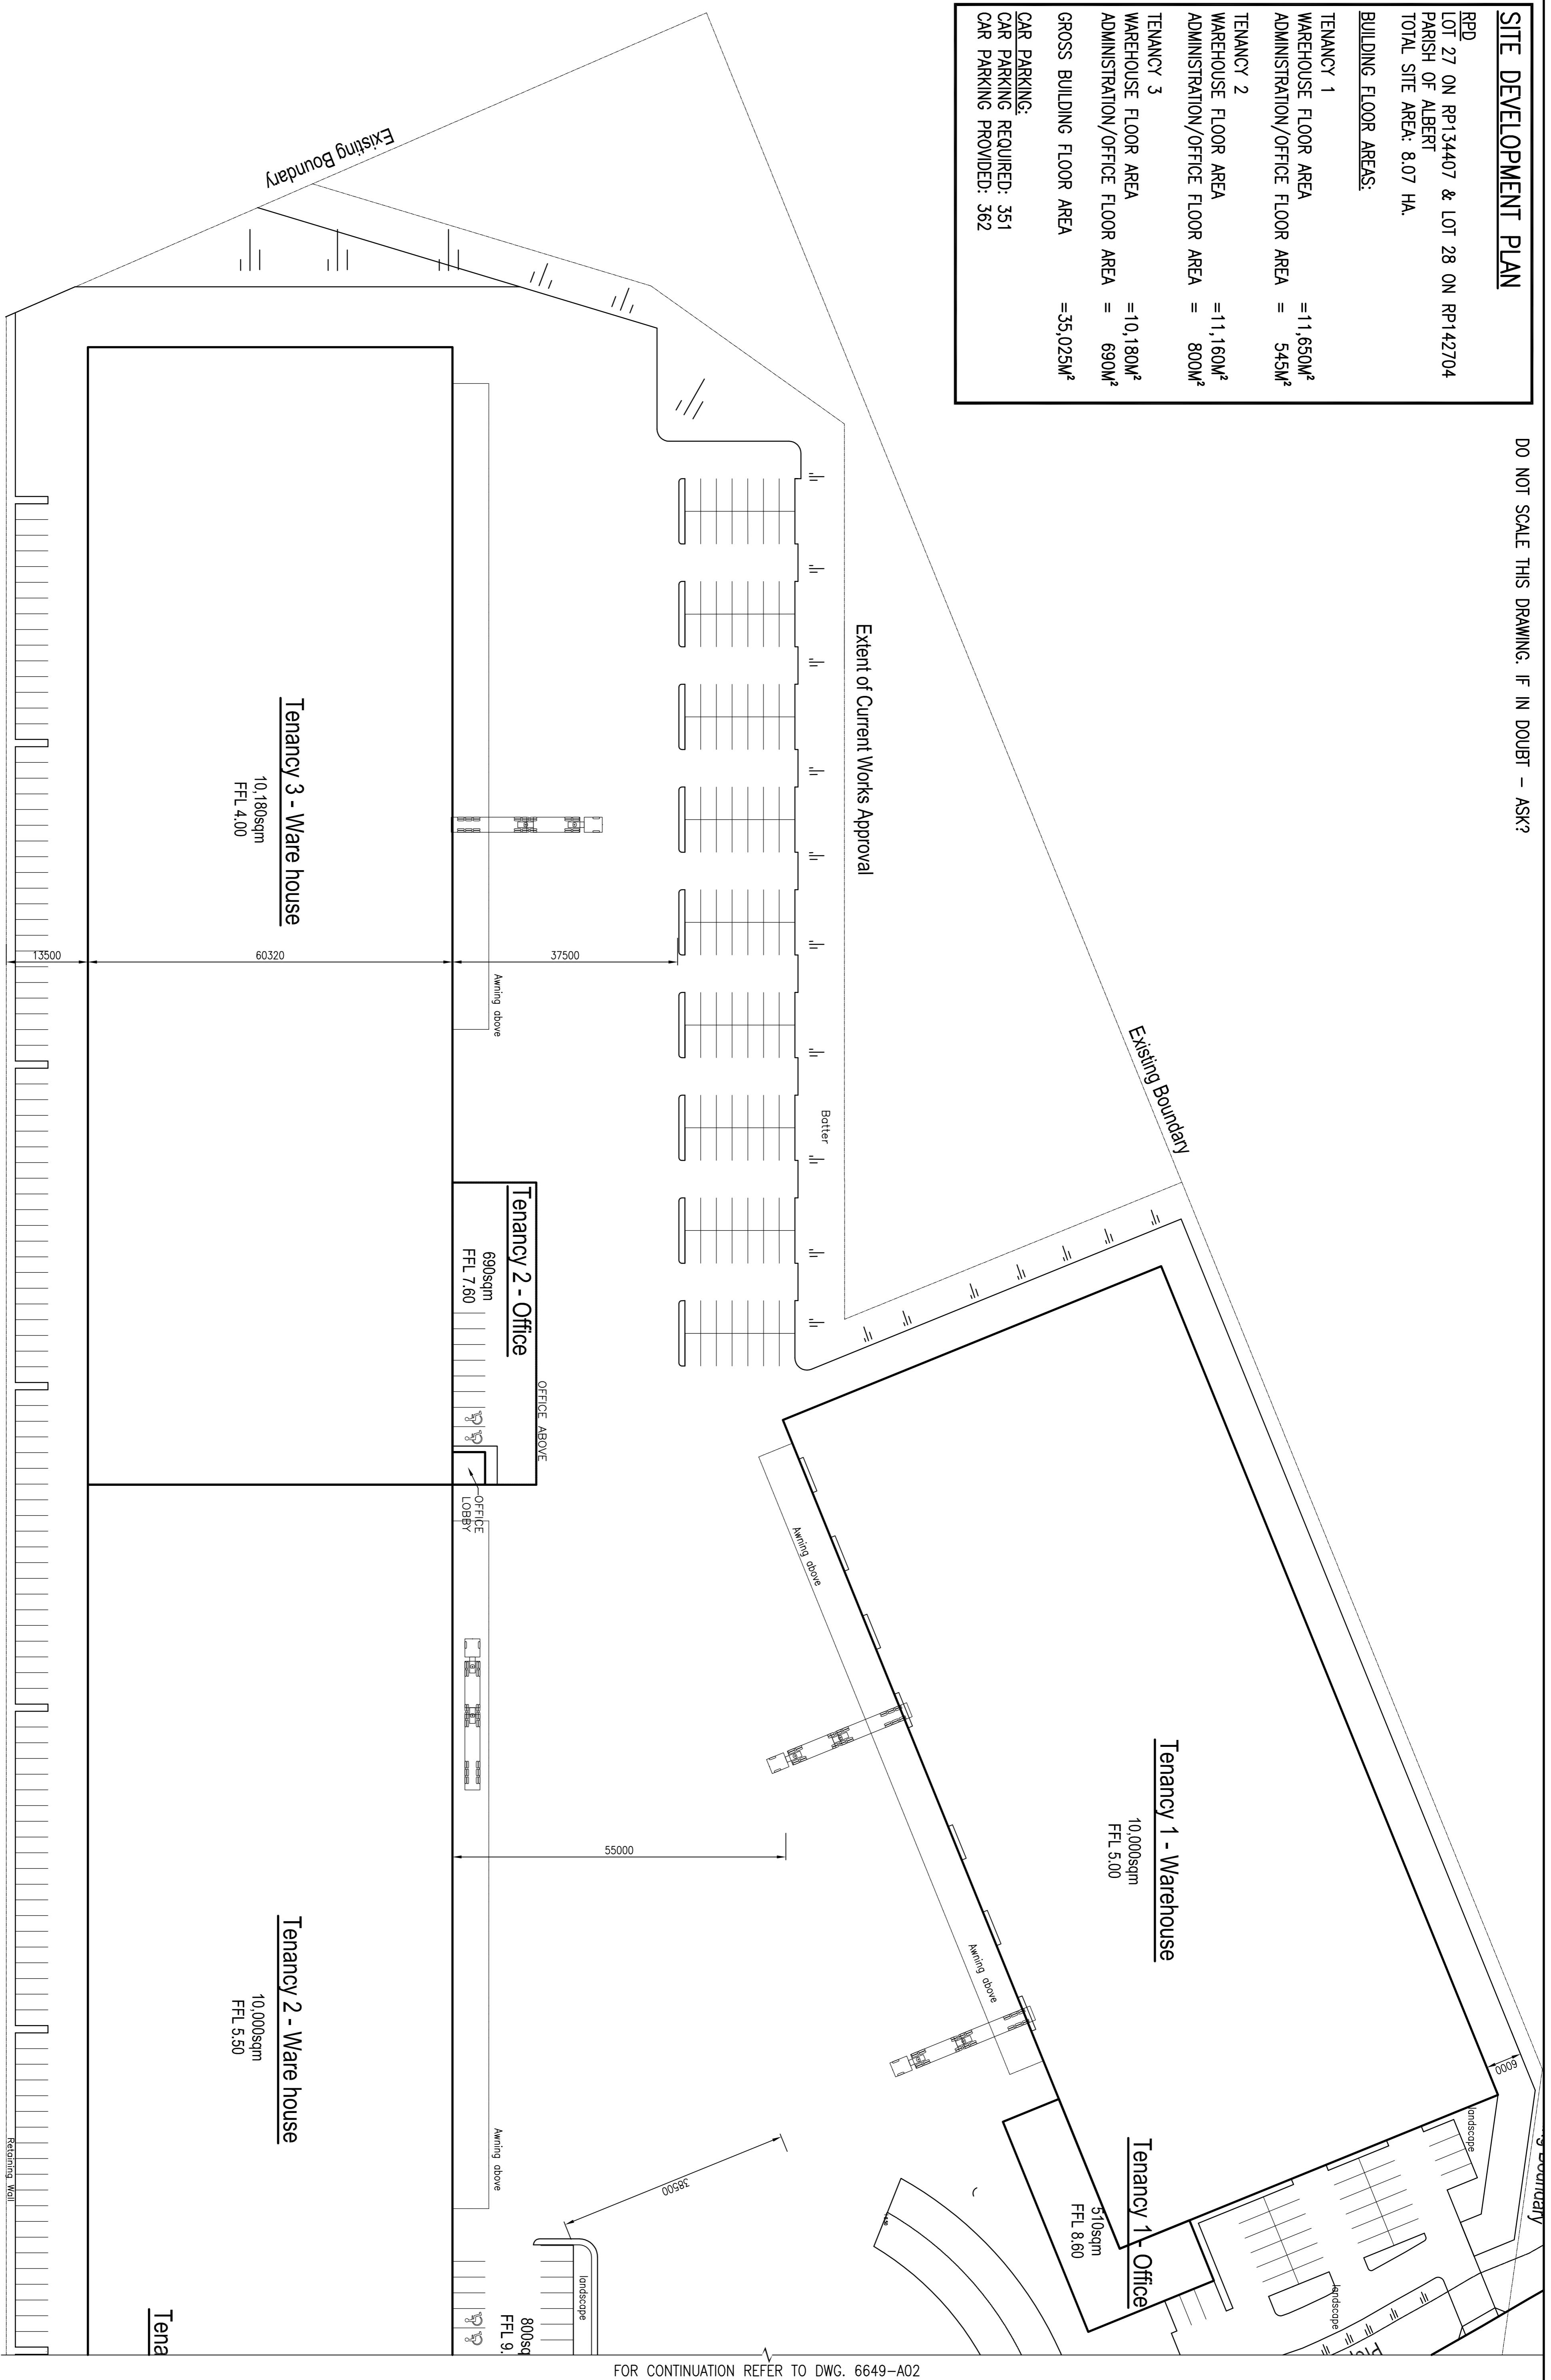 SITE DEVELOPMENT PLAN
RPD
LOT 27 ON RP134407 & LOT 28 ON RP142704
PARISH OF ALBERT
TOTAL SITE AREA: 8.07 HA.
BUILDING FLOOR AREAS:
TENANCY 1
WAREHOUSE FLOOR AREA =11,650M²
ADMINISTRATION/OFFICE FLOOR AREA = 545M²
TENANCY 2
WAREHOUSE FLOOR AREA =11,160M²
ADMINISTRATION/OFFICE FLOOR AREA = 800M²
TENANCY 3
WAREHOUSE FLOOR AREA =10,180M²
ADMINISTRATION/OFFICE FLOOR AREA = 690M²
GROSS BUILDING FLOOR AREA =35,025M²
CAR PARKING:
CAR PARKING REQUIRED: 351
CAR PARKING PROVIDED: 362
DO NOT SCALE THIS DRAWING. IF IN DOUBT - ASK?
Existing Boundary
Existing Boundary
g Boundary
Extent of Current Works Approval
Batter
Tenancy 1 - Warehouse
10,000sqm
FFL 5.00
Awning above
Awning above
6000
landscape
landscape
Tenancy 1 - Office
510sqm
FFL 8.60
38500
55000
37500
60320
13500
Awning above
Tenancy 2 - Office
690sqm
FFL 7.60
OFFICE ABOVE
OFFICE
LOBBY
Awning above
landscape
800sq
FFL 9.
Tenancy 3 - Ware house
10,180sqm
FFL 4.00
Tenancy 2 - Ware house
10,000sqm
FFL 5.50
Tena
Retaining Wall
FOR CONTINUATION REFER TO DWG. 6649-A02